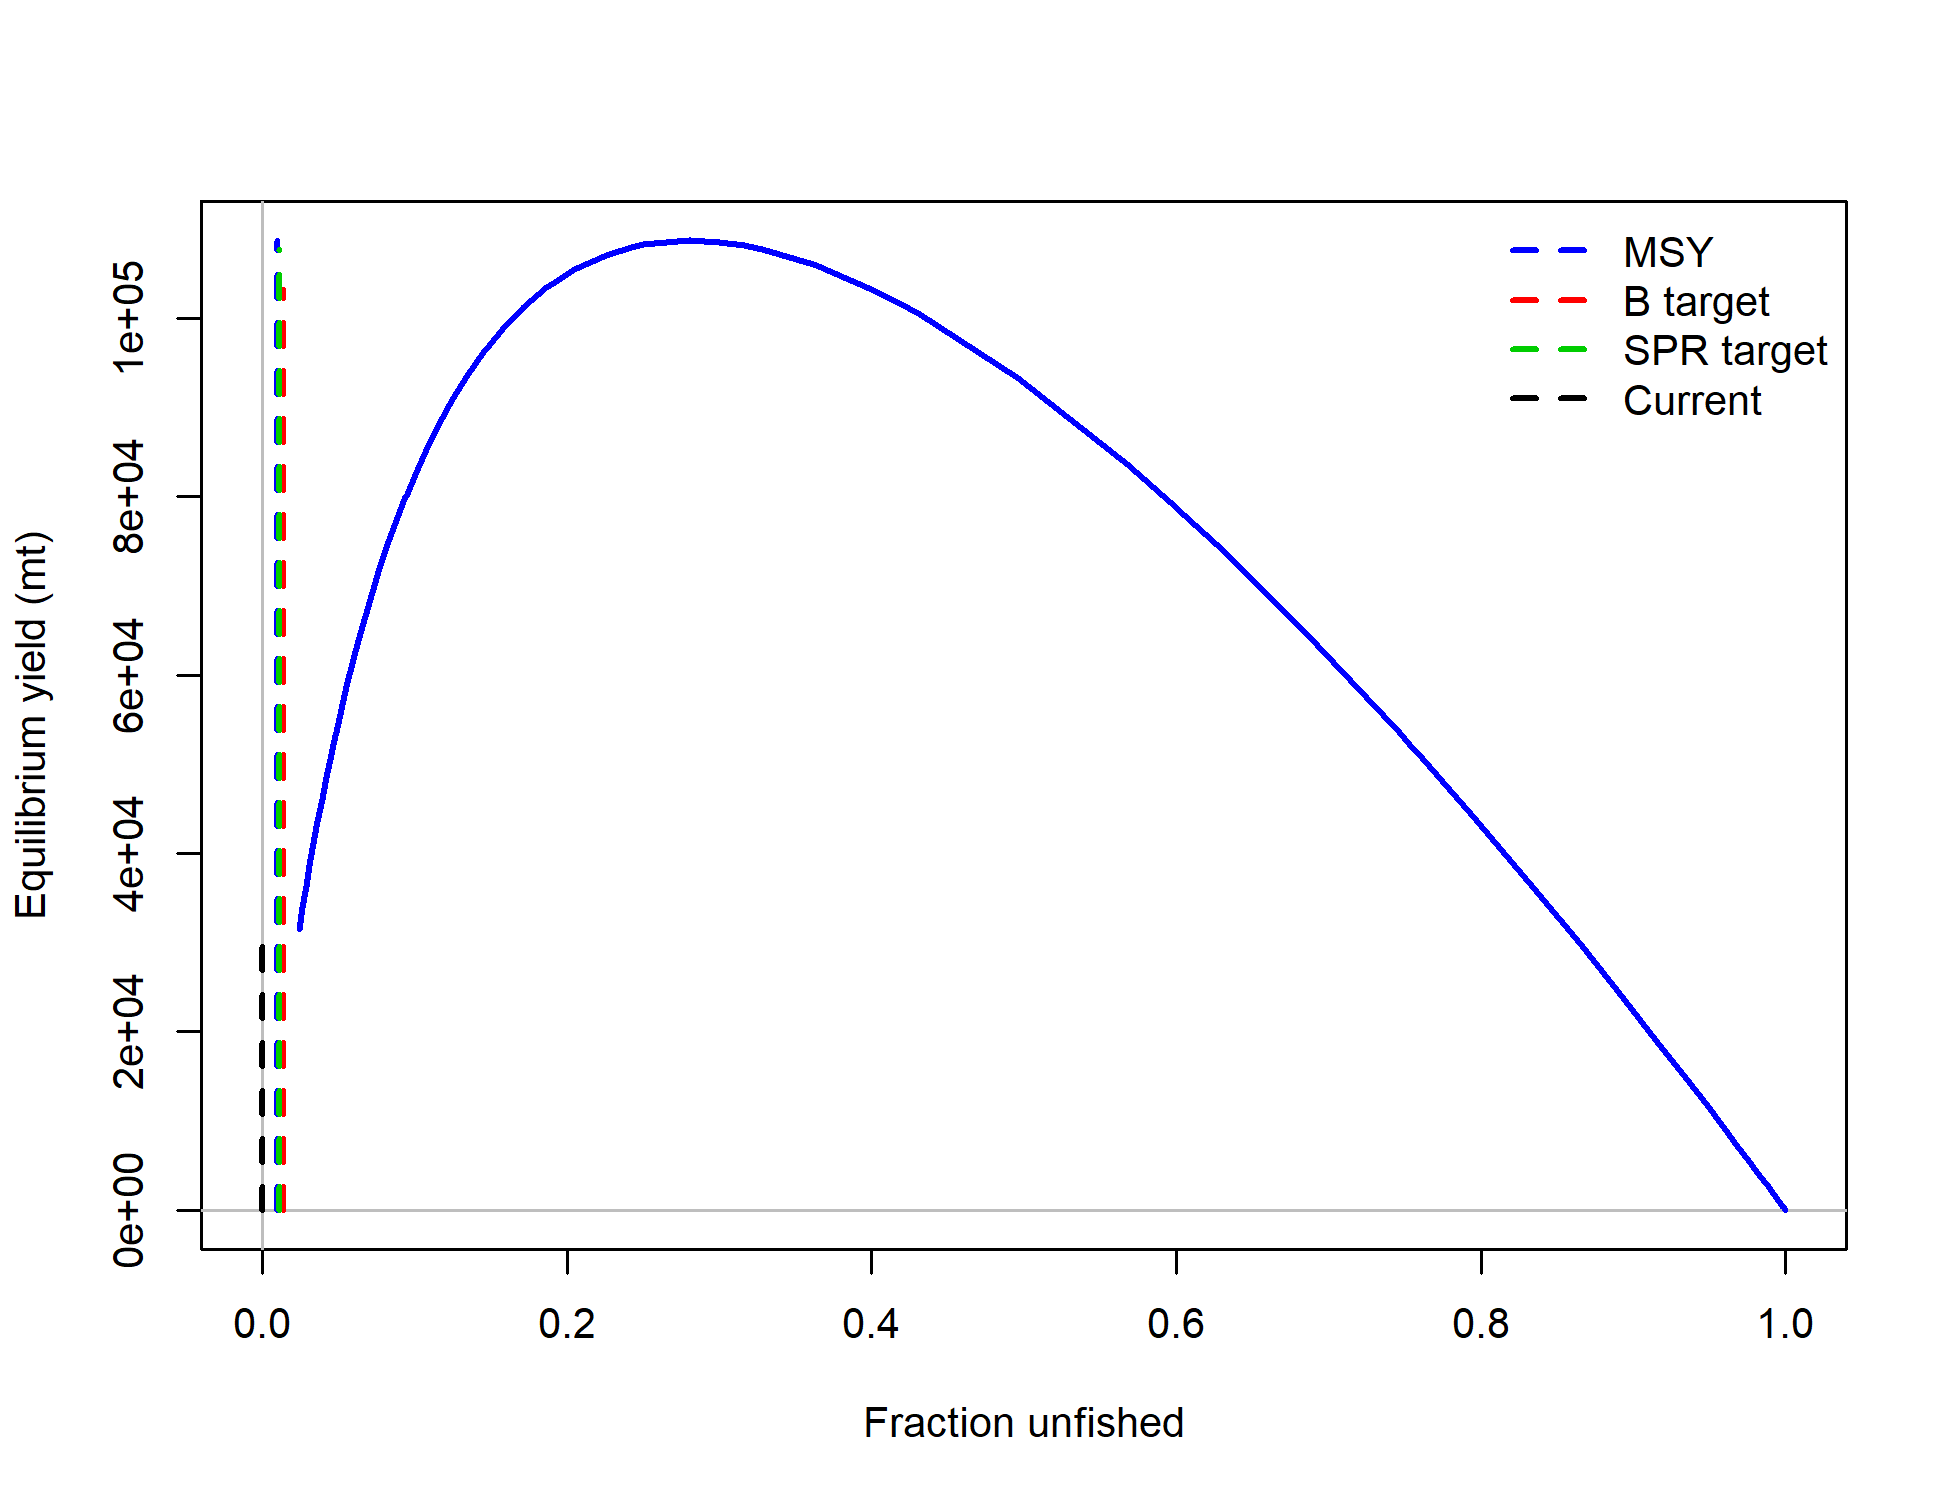 MSY
B target
SPR target
Current
Equilibrium yield (mt)
1e+05
8e+04
6e+04
4e+04
2e+04
0e+00
0.0 0.2 0.4 0.6 0.8 1.0
Fraction unfished